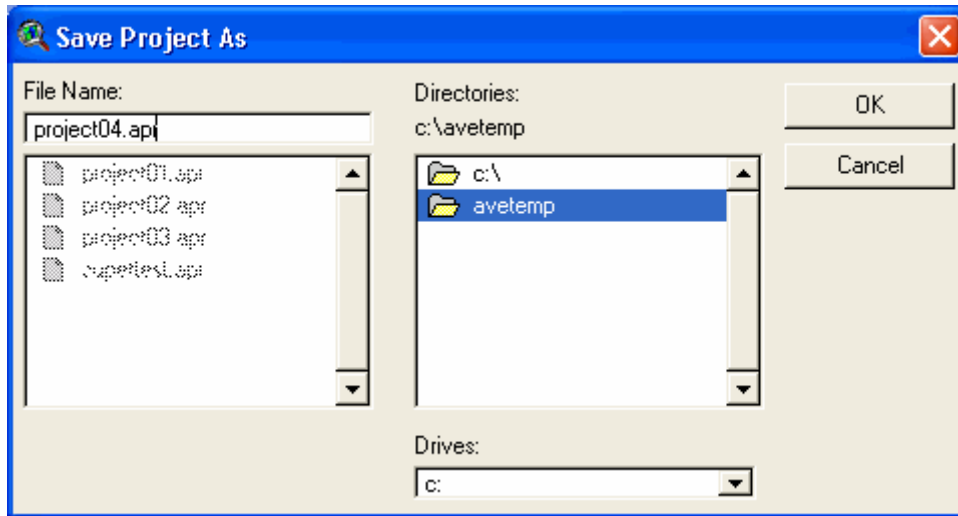 Save Project As
File Name:
project04.apr
project01.apr
project02.apr
project03.apr
Directories:
c:\avetemp
c:\
avetemp
Drives:
c:
OK
Cancel